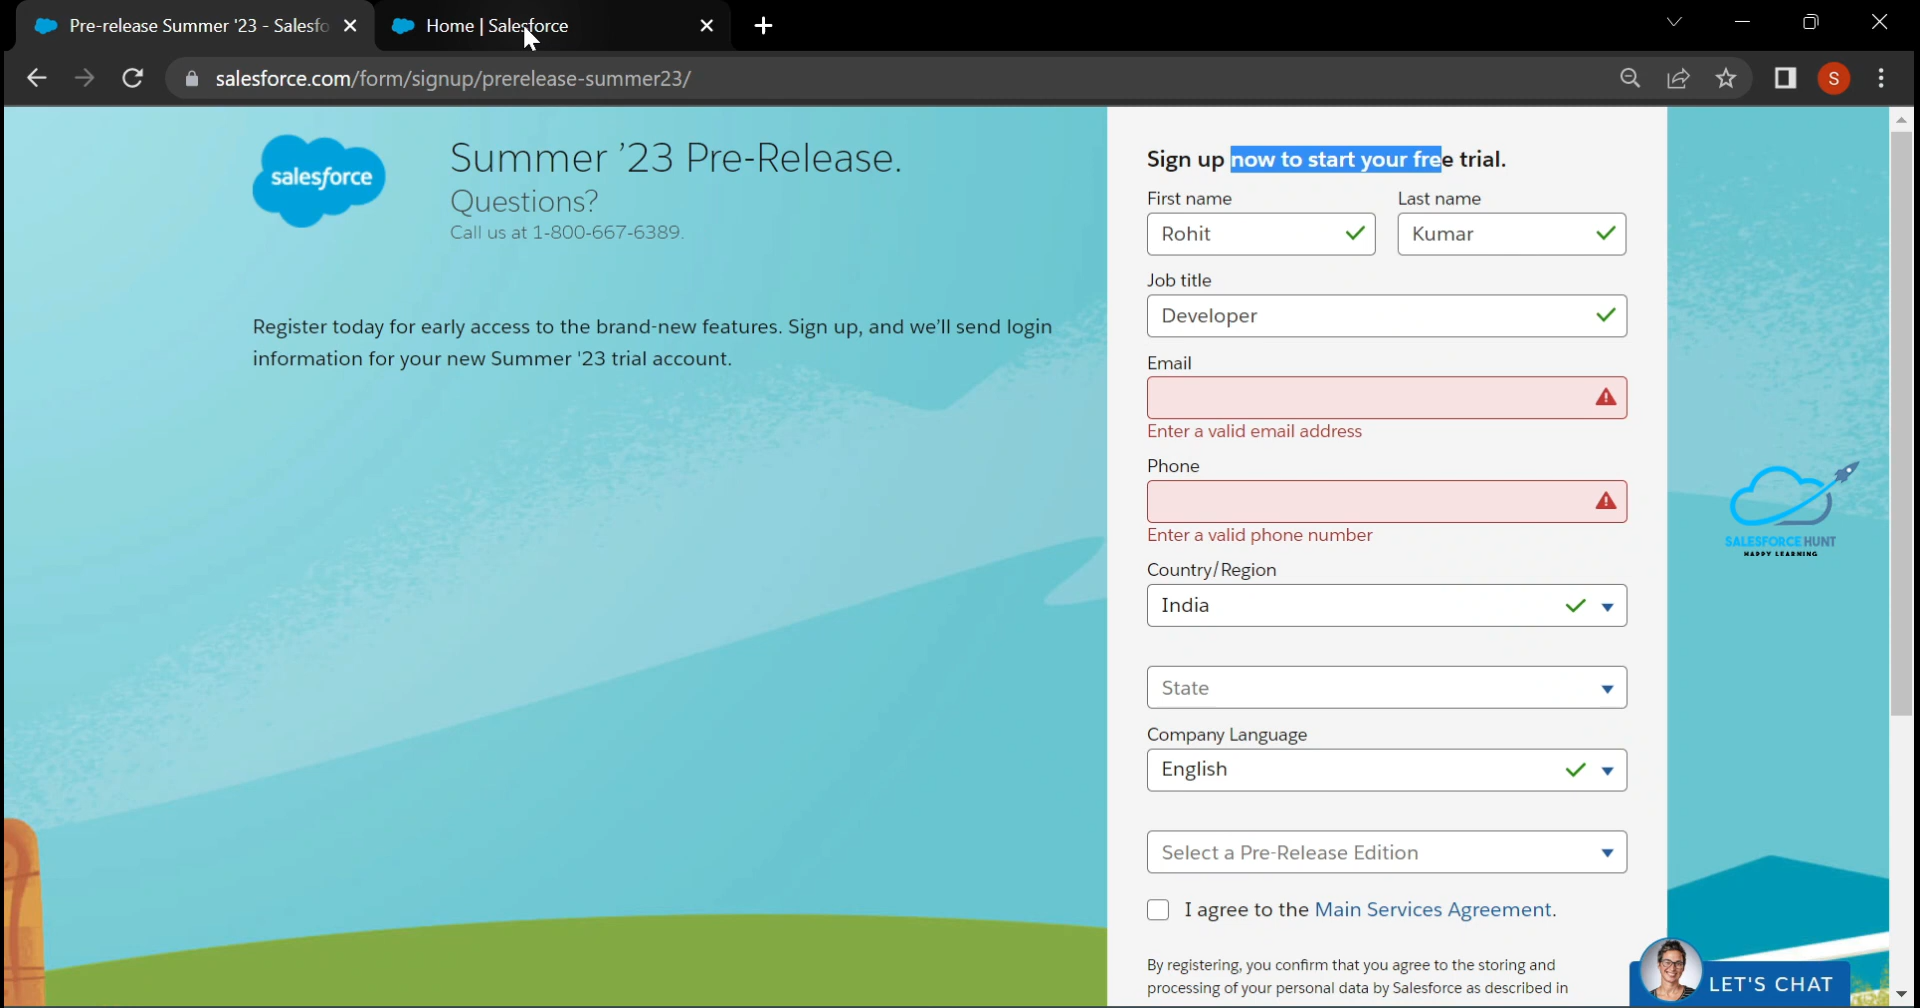 Pre-release Summer '23 - Salesfo
Home | Salesforce
salesforce.com/form/signup/prerelease-summer23/
S
salesforce
Summer ’23 Pre-Release.
Questions?
Call us at 1-800-667-6389.
Register today for early access to the brand-new features. Sign up, and we’ll send login
information for your new Summer '23 trial account.
Sign up now to start your free trial.
First name
Last name
Rohit
Kumar
Job title
Developer
Email
Enter a valid email address
Phone
Enter a valid phone number
Country/Region
India
State
Company Language
English
Select a Pre-Release Edition
I agree to the Main Services Agreement.
By registering, you confirm that you agree to the storing and
processing of your personal data by Salesforce as described in
SALESFORCE HUNT
HAPPY LEARNING
LET'S CHAT